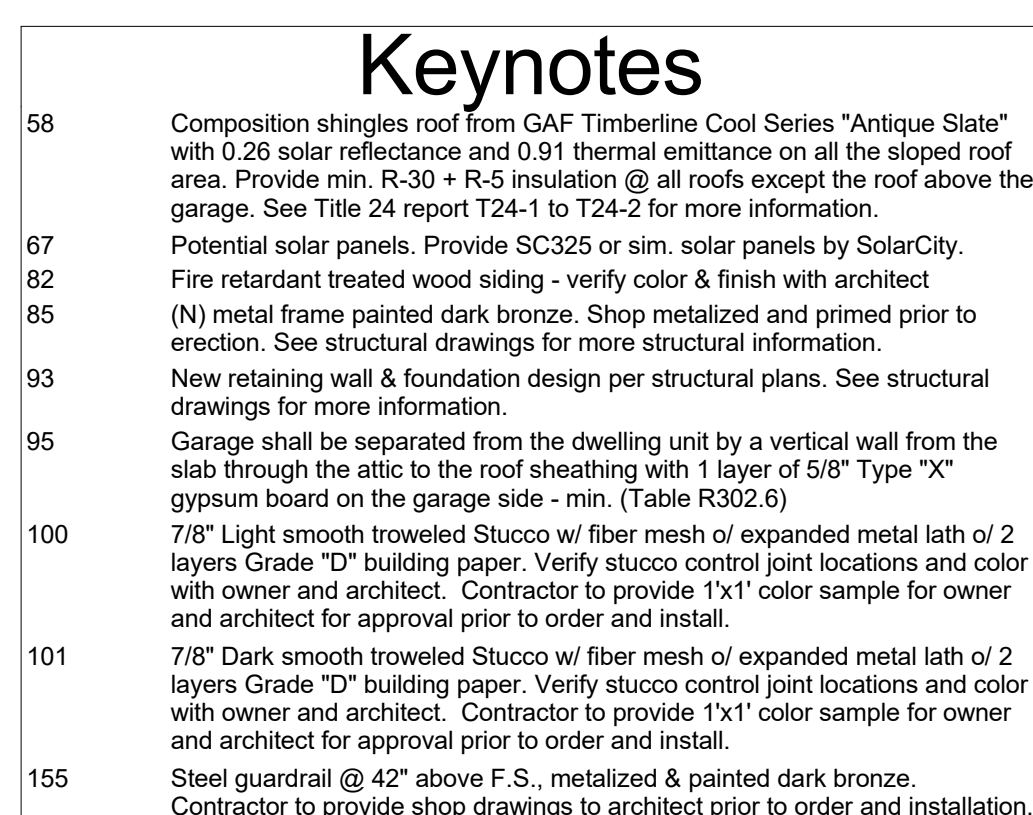 Keynotes
58 Composition shingles roof from GAF Timberline Cool Series "Antique Slate"
with 0.26 solar reflectance and 0.91 thermal emittance on all the sloped roof
area. Provide min. R-30 + R-5 insulation @ all roofs except the roof above the
garage. See Title 24 report T24-1 to T24-2 for more information.
67 Potential solar panels. Provide SC325 or sim. solar panels by SolarCity.
82 Fire retardant treated wood siding - verify color & finish with architect
85 (N) metal frame painted dark bronze. Shop metalized and primed prior to
erection. See structural drawings for more structural information.
93 New retaining wall & foundation design per structural plans. See structural
drawings for more information.
95 Garage shall be separated from the dwelling unit by a vertical wall from the
slab through the attic to the roof sheathing with 1 layer of 5/8" Type "X"
gypsum board on the garage side - min. (Table R302.6)
100 7/8" Light smooth troweled Stucco w/ fiber mesh o/ expanded metal lath o/ 2
layers Grade "D" building paper. Verify stucco control joint locations and color
with owner and architect.  Contractor to provide 1'x1' color sample for owner
and architect for approval prior to order and install.
101 7/8" Dark smooth troweled Stucco w/ fiber mesh o/ expanded metal lath o/ 2
layers Grade "D" building paper. Verify stucco control joint locations and color
with owner and architect.  Contractor to provide 1'x1' color sample for owner
and architect for approval prior to order and install.
155 Steel guardrail @ 42" above F.S., metalized & painted dark bronze.
Contractor to provide shop drawings to architect prior to order and installation.